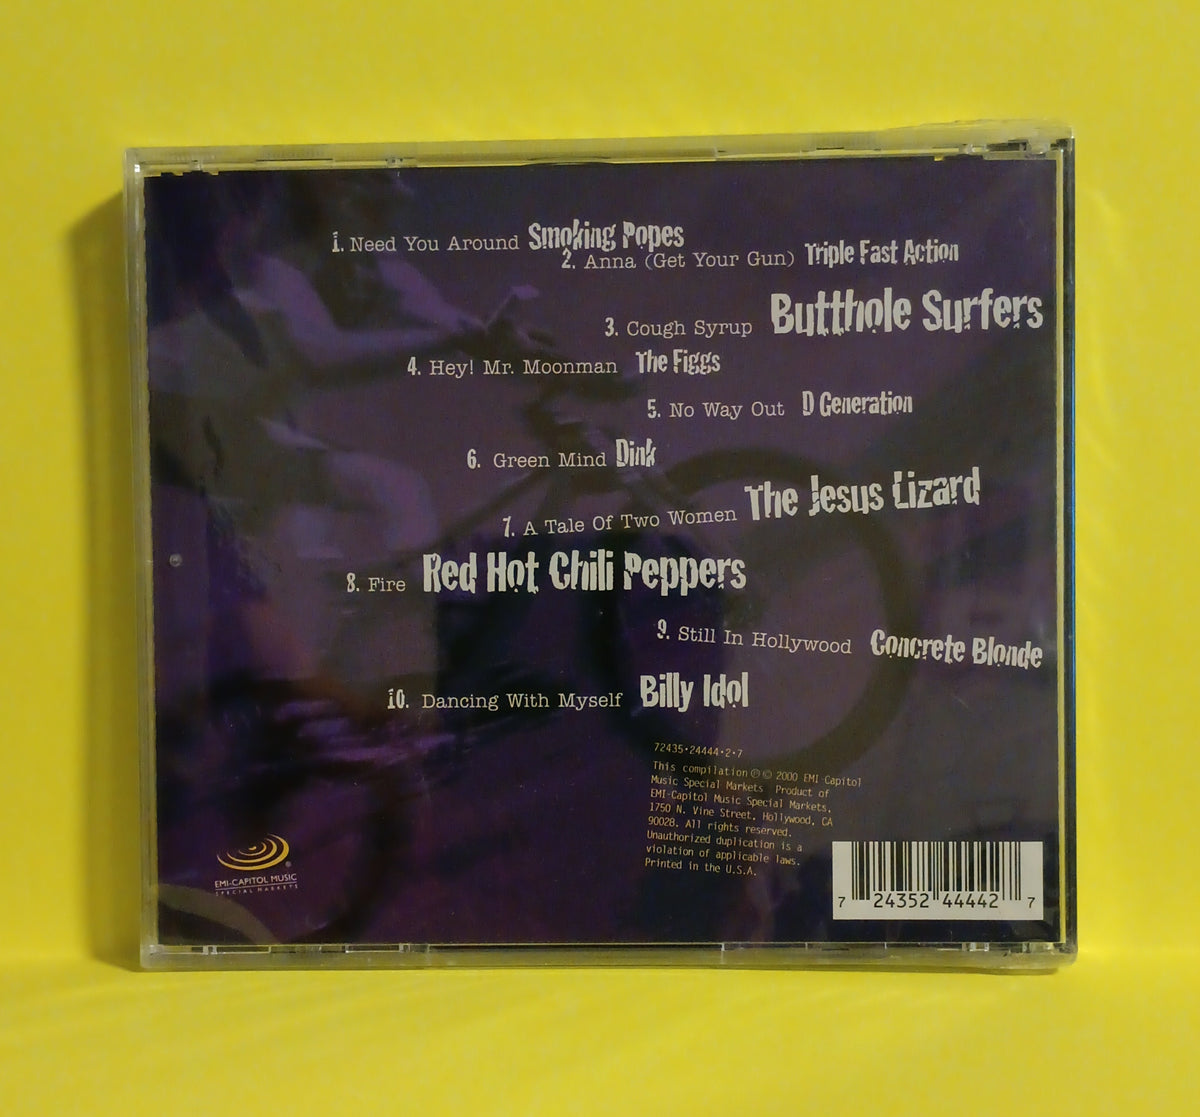 1. Need You Around Smoking Popes
2. Anna (Get Your Gun) Triple Fast Action
3. Cough Syrup Butthole Surfers
4. Hey! Mr. Moonman The Figgs
5. No Way Out D Generation
6. Green Mind Dink
7. A Tale Of Two Women The Jesus Lizard
8. Fire Red Hot Chili Peppers
9. Still In Hollywood Concrete Blonde
10. Dancing With Myself Billy Idol
72435·24444·2·7
This compilation ℗ © 2000 EMI-Capitol
Music Special Markets Product of
EMI-Capitol Music Special Markets,
1750 N. Vine Street, Hollywood, CA
90028. All rights reserved.
Unauthorized duplication is a
violation of applicable laws.
Printed in the U.S.A.
EMI-CAPITOL MUSIC ®
SPECIAL MARKETS
7 24352 44442 7